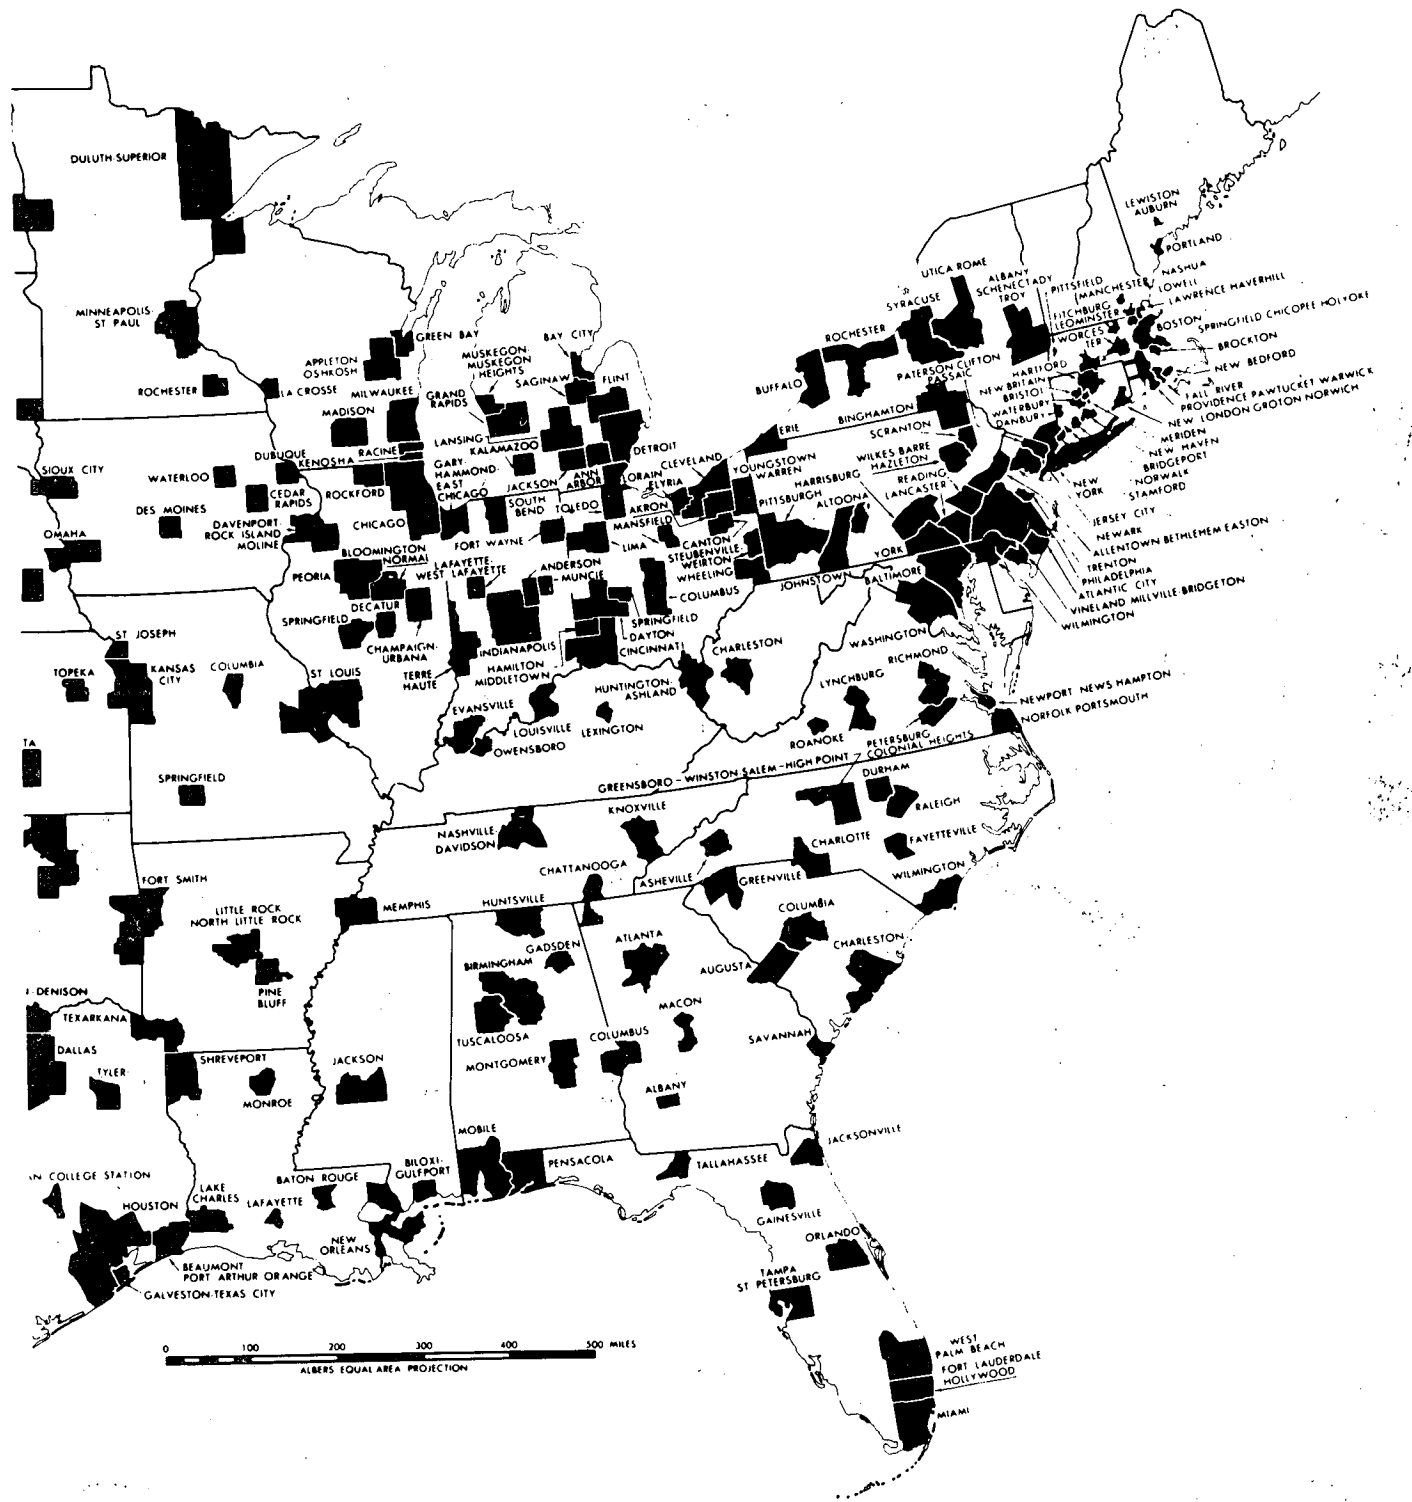 DULUTH-SUPERIOR
LEWISTON
AUBURN
PORTLAND
UTICA ROME
ALBANY
SCHENECTADY
TROY
PITTSFIELD
NASHUA
MANCHESTER
LOWELL
LAWRENCE HAVERHILL
FITCHBURG
LEOMINSTER
SYRACUSE
ROCHESTER
WORCES
TER
BOSTON
SPRINGFIELD CHICOPEE HOLYOKE
BROCKTON
NEW BEDFORD
FALL
RIVER
PROVIDENCE PAWTUCKET WARWICK
NEW LONDON GROTON NORWICH
HARTFORD
NEW BRITAIN
BRISTOL
WATERBURY
DANBURY
MERIDEN
NEW HAVEN
BRIDGEPORT
NORWALK
STAMFORD
PATERSON CLIFTON
PASSAIC
NEW
YORK
JERSEY CITY
NEWARK
ALLENTOWN BETHLEHEM EASTON
TRENTON
PHILADELPHIA
ATLANTIC CITY
VINELAND MILLVILLE-BRIDGETON
WILMINGTON
BUFFALO
BINGHAMTON
ERIE
SCRANTON
WILKES BARRE
HAZLETON
READING
LANCASTER
HARRISBURG
YORK
ALTOONA
JOHNSTOWN
PITTSBURGH
MINNEAPOLIS-
ST PAUL
ROCHESTER
LA CROSSE
GREEN BAY
APPLETON
OSHKOSH
MILWAUKEE
MADISON
RACINE
KENOSHA
MUSKEGON-
MUSKEGON
HEIGHTS
GRAND
RAPIDS
BAY CITY
SAGINAW
FLINT
LANSING
KALAMAZOO
DETROIT
JACKSON
ANN
ARBOR
GARY
HAMMOND-
EAST
CHICAGO
SOUTH
BEND
TOLEDO
LORAIN
ELYRIA
CLEVELAND
YOUNGSTOWN
WARREN
AKRON
MANSFIELD
CANTON
STEUBENVILLE-
WEIRTON
WHEELING
LIMA
FORT WAYNE
SIOUX CITY
WATERLOO
DUBUQUE
CEDAR
RAPIDS
ROCKFORD
CHICAGO
DES MOINES
OMAHA
DAVENPORT-
ROCK ISLAND
MOLINE
BLOOMINGTON
NORMAL
PEORIA
LAFAYETTE-
WEST LAFAYETTE
ANDERSON
MUNCIE
DECATUR
SPRINGFIELD
CHAMPAIGN-
URBANA
INDIANAPOLIS
TERRE
HAUTE
COLUMBUS
SPRINGFIELD
DAYTON
CINCINNATI
HAMILTON
MIDDLETOWN
ST JOSEPH
TOPEKA
KANSAS
CITY
COLUMBIA
ST LOUIS
SPRINGFIELD
TA
EVANSVILLE
OWENSBORO
LOUISVILLE
LEXINGTON
HUNTINGTON-
ASHLAND
CHARLESTON
BALTIMORE
WASHINGTON
RICHMOND
LYNCHBURG
ROANOKE
PETERSBURG
COLONIAL HEIGHTS
NEWPORT NEWS HAMPTON
NORFOLK PORTSMOUTH
GREENSBORO - WINSTON-SALEM - HIGH POINT
DURHAM
RALEIGH
FAYETTEVILLE
CHARLOTTE
WILMINGTON
ASHEVILLE
GREENVILLE
COLUMBIA
CHARLESTON
KNOXVILLE
NASHVILLE-
DAVIDSON
CHATTANOOGA
MEMPHIS
HUNTSVILLE
GADSDEN
BIRMINGHAM
TUSCALOOSA
MONTGOMERY
MOBILE
ATLANTA
AUGUSTA
MACON
COLUMBUS
SAVANNAH
ALBANY
FORT SMITH
LITTLE ROCK
NORTH LITTLE ROCK
PINE
BLUFF
DENISON
TEXARKANA
DALLAS
TYLER
SHREVEPORT
MONROE
JACKSON
AN COLLEGE STATION
HOUSTON
BEAUMONT
PORT ARTHUR ORANGE
GALVESTON-TEXAS CITY
LAKE
CHARLES
LAFAYETTE
BATON ROUGE
NEW
ORLEANS
BILOXI-
GULFPORT
PENSACOLA
TALLAHASSEE
JACKSONVILLE
GAINESVILLE
ORLANDO
TAMPA
ST PETERSBURG
WEST
PALM BEACH
FORT LAUDERDALE
HOLLYWOOD
MIAMI
0 100 200 300 400 500 MILES
ALBERS EQUAL AREA PROJECTION